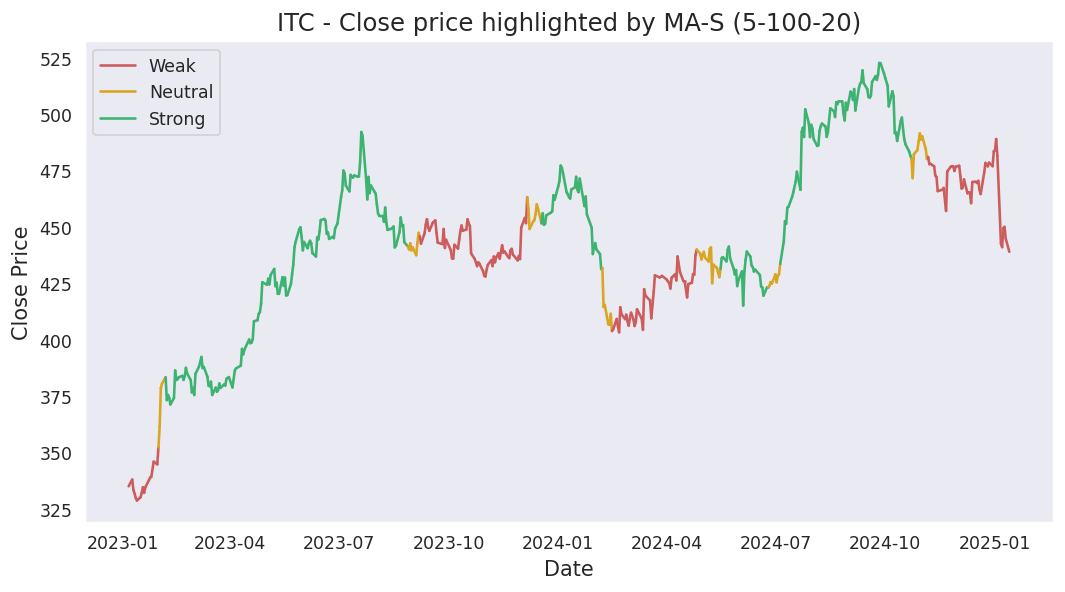 ITC - Close price highlighted by MA-S (5-100-20)
Weak
Neutral
Strong
Close Price
525
500
475
450
425
400
375
350
325
2023-01 2023-04 2023-07 2023-10 2024-01 2024-04 2024-07 2024-10 2025-01
Date